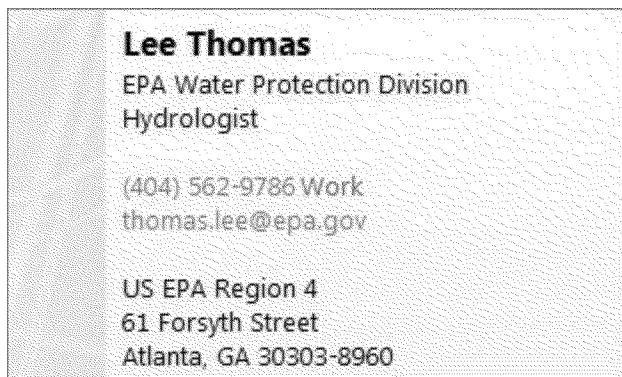 Lee Thomas
EPA Water Protection Division
Hydrologist
(404) 562-9786 Work
thomas.lee@epa.gov
US EPA Region 4
61 Forsyth Street
Atlanta, GA 30303-8960